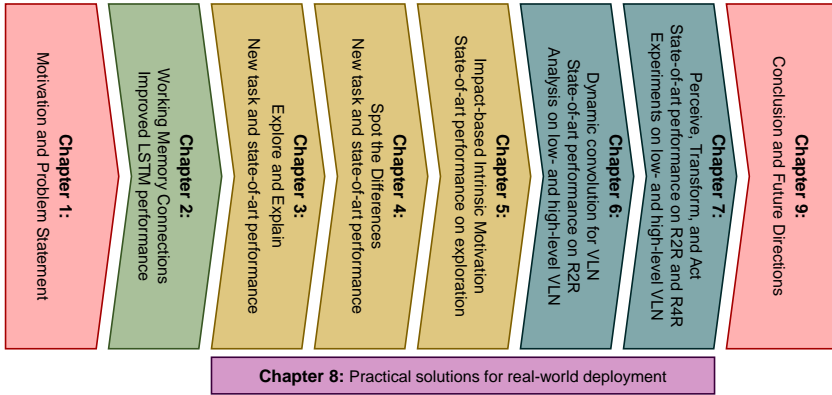 Chapter 1:
Motivation and Problem Statement
Chapter 2:
Working Memory Connections
Improved LSTM performance
Chapter 3:
Explore and Explain
New task and state-of-art performance
Chapter 4:
Spot the Differences
New task and state-of-art performance
Chapter 5:
Impact-based Intrinsic Motivation
State-of-art performance on exploration
Chapter 6:
Dynamic convolution for VLN
State-of-art performance on R2R
Analysis on low- and high-level VLN
Chapter 7:
Perceive, Transform, and Act
State-of-art performance on R2R and R4R
Experiments on low- and high-level VLN
Chapter 9:
Conclusion and Future Directions
Chapter 8: Practical solutions for real-world deployment